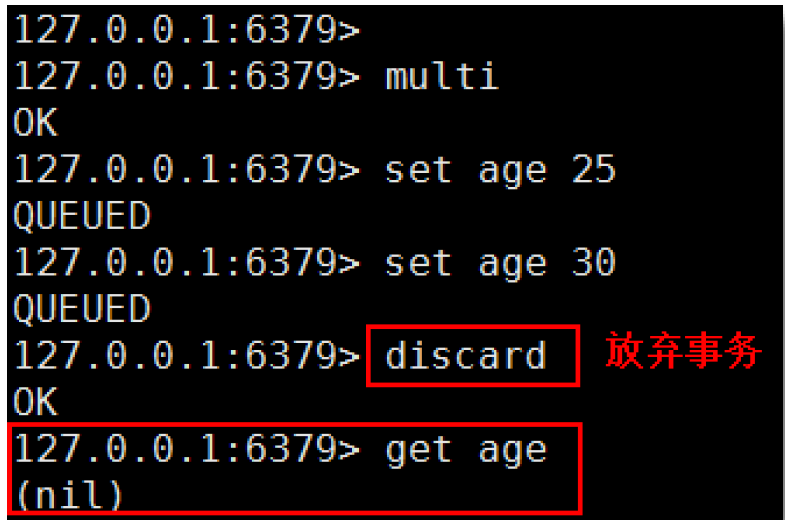 127.0.0.1:6379>
127.0.0.1:6379> multi
OK
127.0.0.1:6379> set age 25
QUEUED
127.0.0.1:6379> set age 30
QUEUED
127.0.0.1:6379> discard 放弃事务
OK
127.0.0.1:6379> get age
(nil)